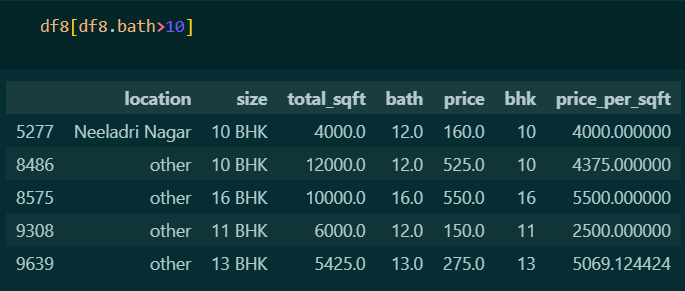 df8[df8.bath>10]
location size total_sqft bath price bhk price_per_sqft
5277 Neeladri Nagar 10 BHK 4000.0 12.0 160.0 10 4000.000000
8486 other 10 BHK 12000.0 12.0 525.0 10 4375.000000
8575 other 16 BHK 10000.0 16.0 550.0 16 5500.000000
9308 other 11 BHK 6000.0 12.0 150.0 11 2500.000000
9639 other 13 BHK 5425.0 13.0 275.0 13 5069.124424